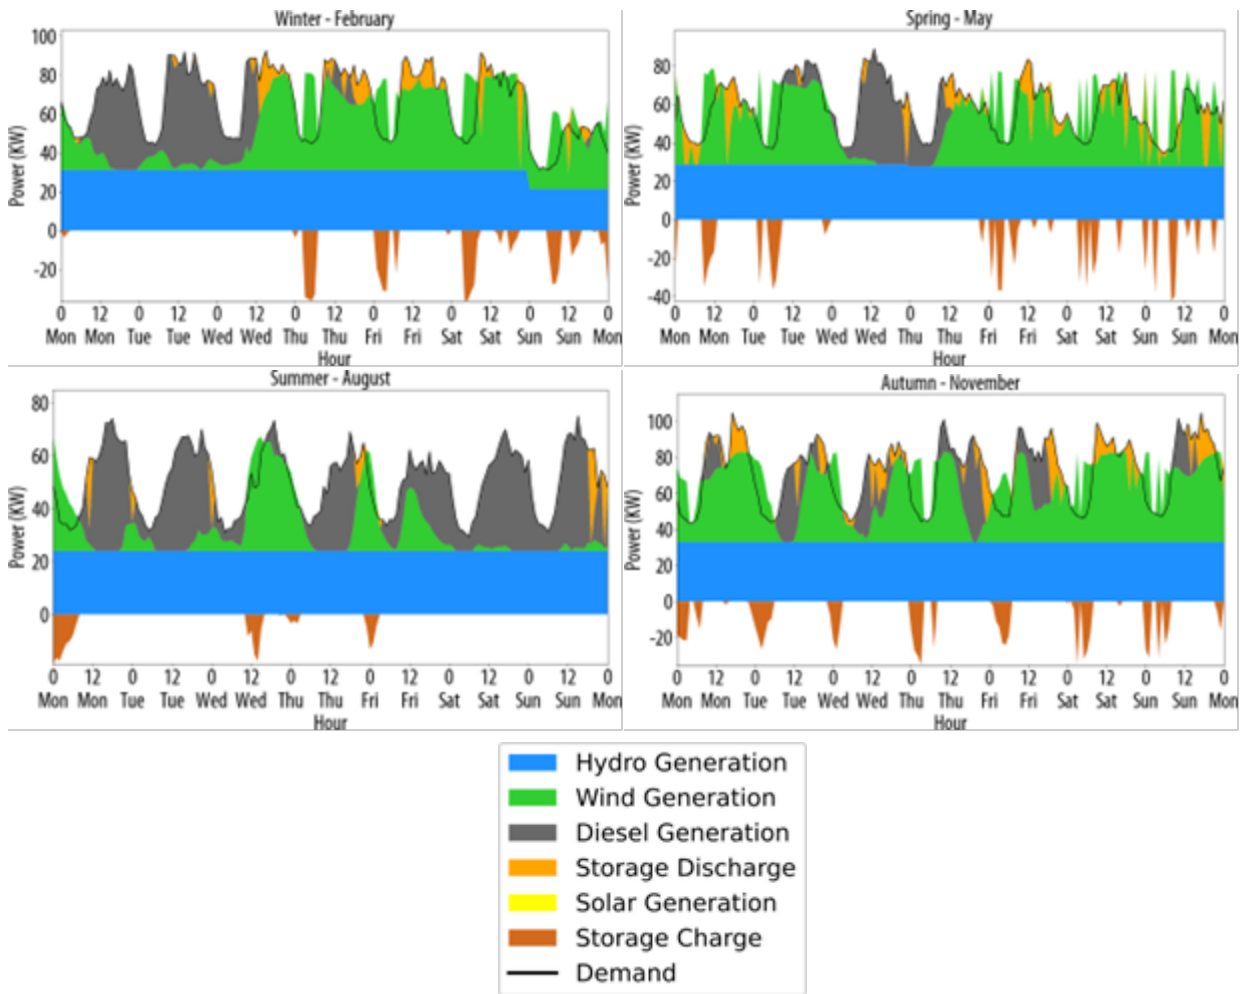 Winter - February
Power (KW)
100
80
60
40
20
0
-20
0 12 0 12 0 12 0 12 0 12 0 12 0 12 0
Mon Mon Tue Tue Wed Wed Thu Thu Fri Fri Sat Sat Sun Sun Mon
Hour
Spring - May
Power (KW)
80
60
40
20
0
-20
-40
0 12 0 12 0 12 0 12 0 12 0 12 0 12 0
Mon Mon Tue Tue Wed Wed Thu Thu Fri Fri Sat Sat Sun Sun Mon
Hour
Summer - August
Power (KW)
80
60
40
20
0
0 12 0 12 0 12 0 12 0 12 0 12 0 12 0
Mon Mon Tue Tue Wed Wed Thu Thu Fri Fri Sat Sat Sun Sun Mon
Hour
Autumn - November
Power (KW)
100
80
60
40
20
0
-20
0 12 0 12 0 12 0 12 0 12 0 12 0 12 0
Mon Mon Tue Tue Wed Wed Thu Thu Fri Fri Sat Sat Sun Sun Mon
Hour
Hydro Generation
Wind Generation
Diesel Generation
Storage Discharge
Solar Generation
Storage Charge
Demand